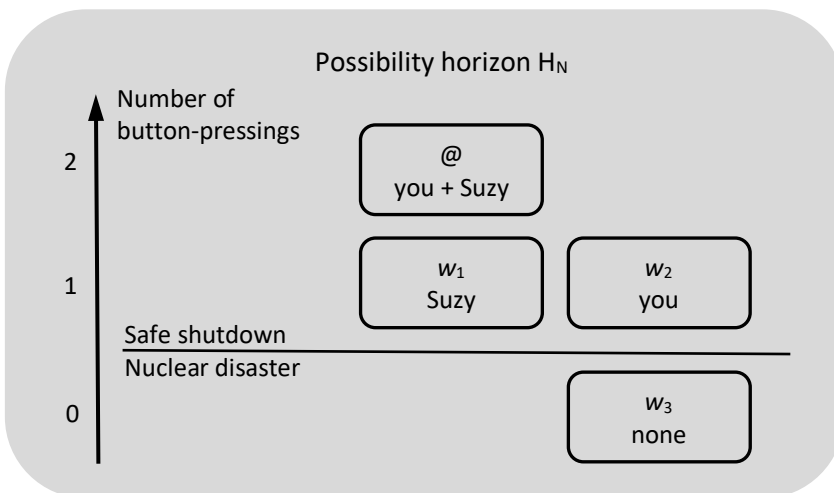 Possibility horizon HN
Number of
button-pressings
2
@
you + Suzy
1
w1
Suzy
w2
you
Safe shutdown
Nuclear disaster
0
w3
none